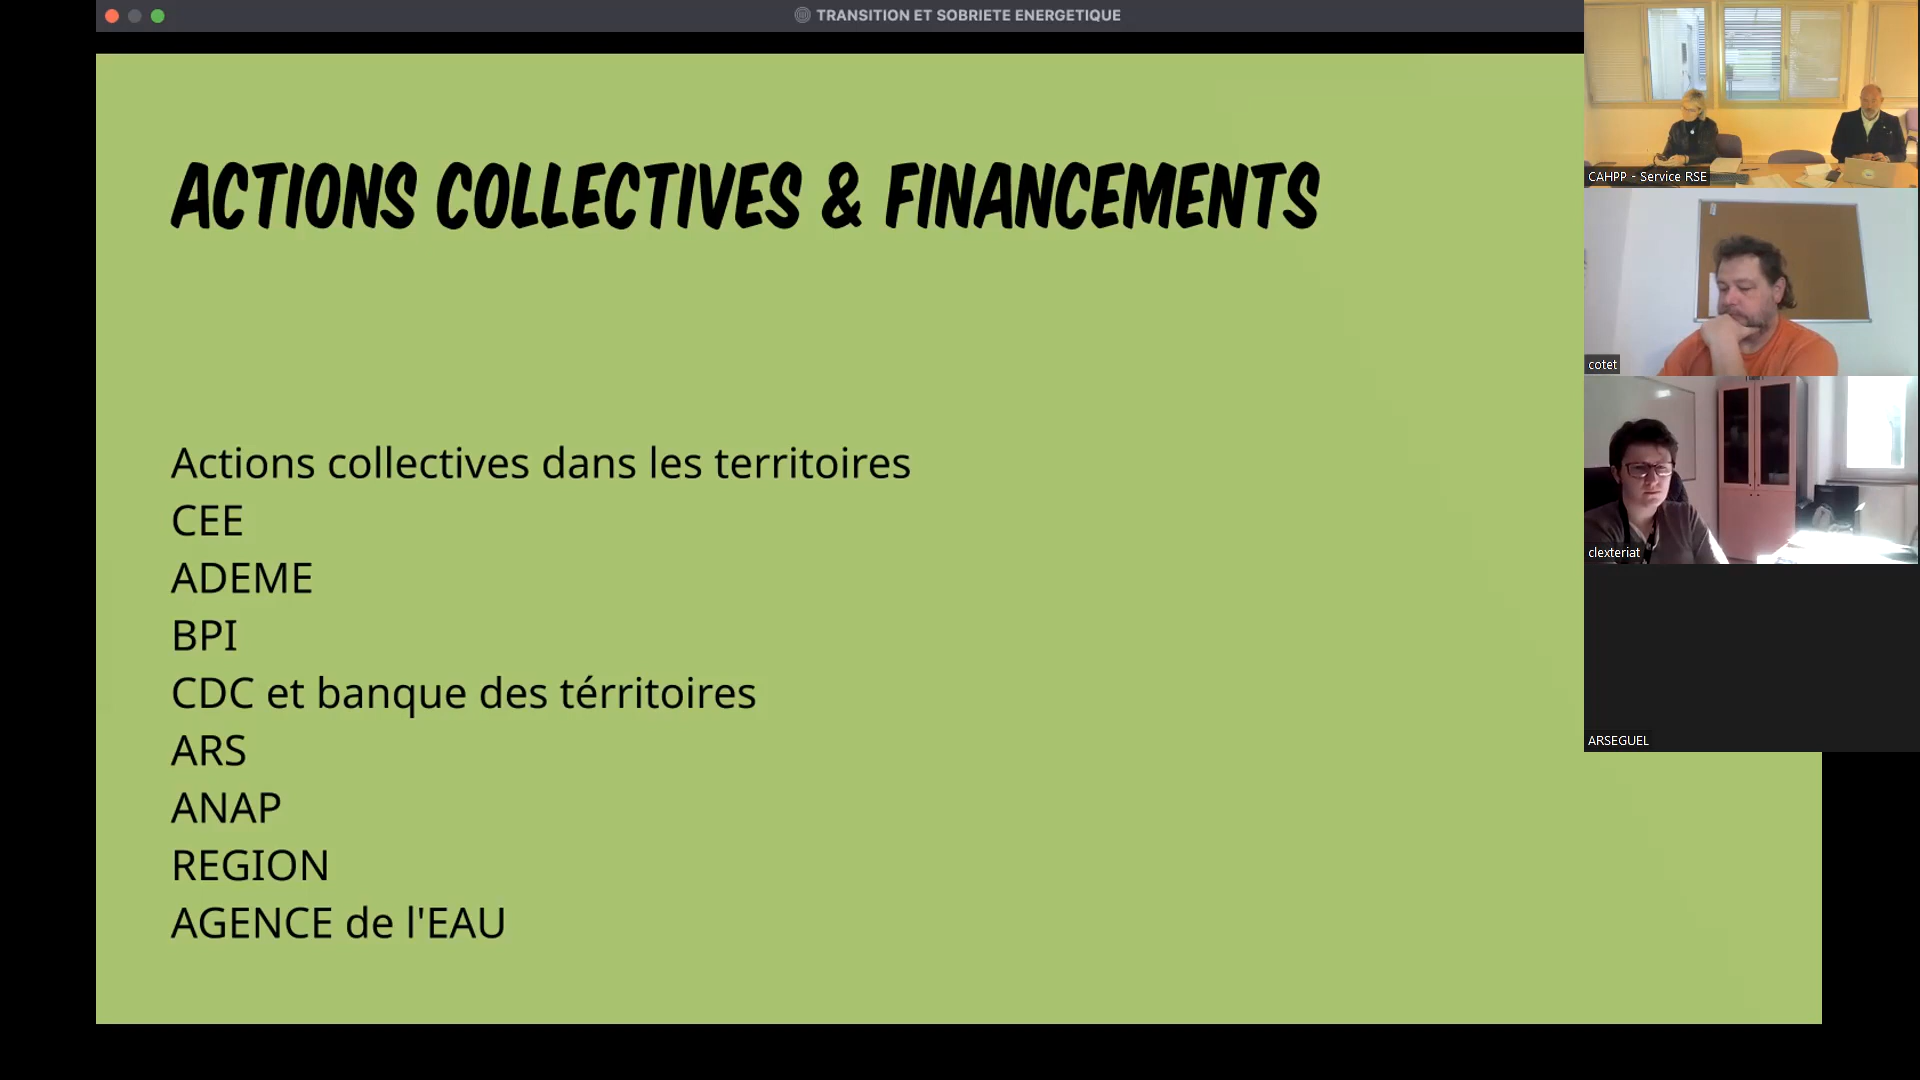 TRANSITION ET SOBRIETE ENERGETIQUE
ACTIONS COLLECTIVES & FINANCEMENTS
Actions collectives dans les territoires
CEE
ADEME
BPI
CDC et banque des térritoires
ARS
ANAP
REGION
AGENCE de l'EAU
CAHPP - Service RSE
cotet
clexteriat
ARSEGUEL